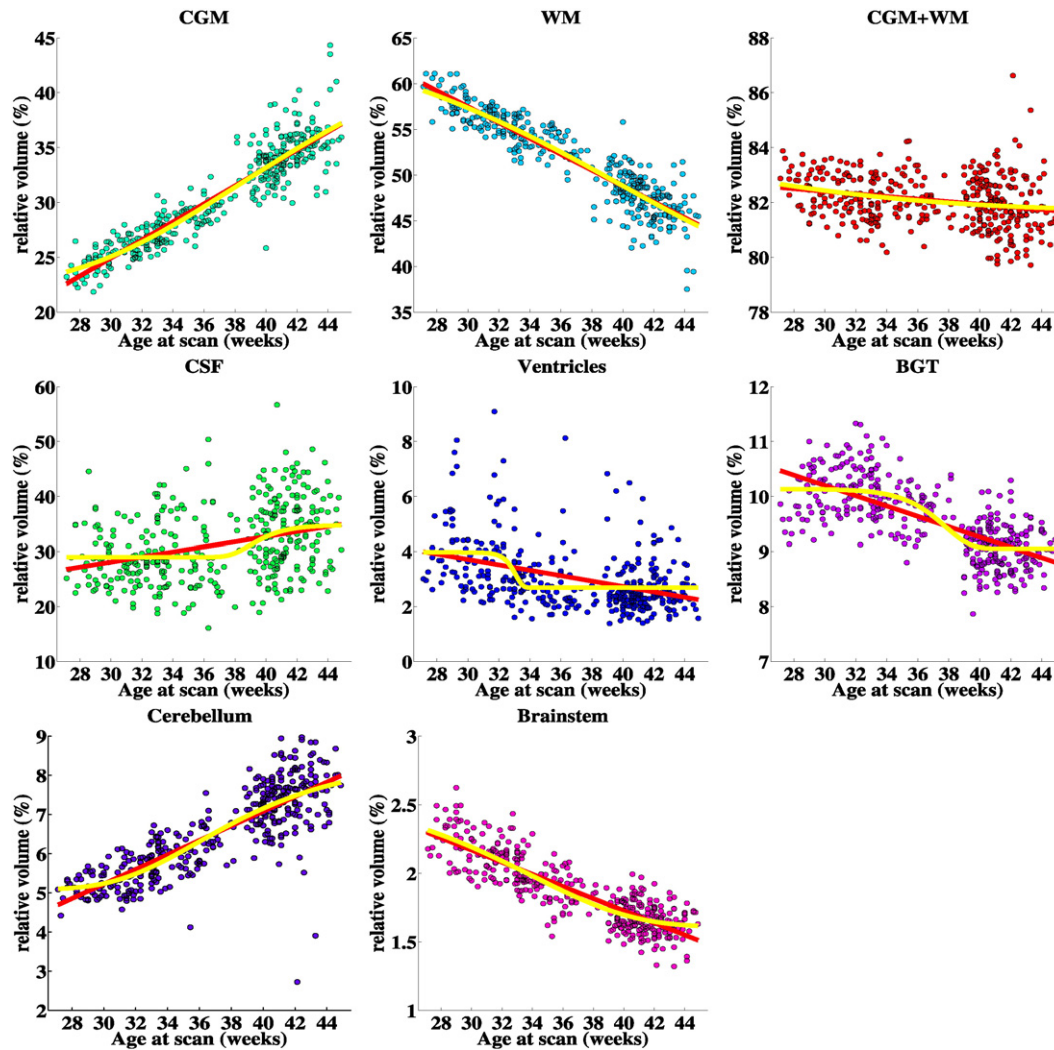 CGM WM CGM+WM
45 65 88
40 60 86
35 55 84
30 50 82
25 45 80
20 40 78
35
relative volume (%) relative volume (%) relative volume (%)
28 30 32 34 36 40 42 44 28 30 32 34 36 40 42 44 28 30 32 34 36 40 42 44
Age at scan (weeks) Age at scan (weeks) Age at scan (weeks)
CSF Ventricles BGT
60 10 12
50 8 11
40 6 10
30 4 9
20 2 8
10 0 7
relative volume (%) relative volume (%) relative volume (%)
28 30 32 34 36 40 42 44 28 30 32 34 36 40 42 44 28 30 32 34 36 40 42 44
Age at scan (weeks) Age at scan (weeks) Age at scan (weeks)
Cerebellum Brainstem
9 3
8 2.5
7 2
6 1.5
5 1
4
3
2
relative volume (%) relative volume (%)
28 30 32 34 36 40 42 44 28 30 32 34 36 40 42 44
Age at scan (weeks) Age at scan (weeks)